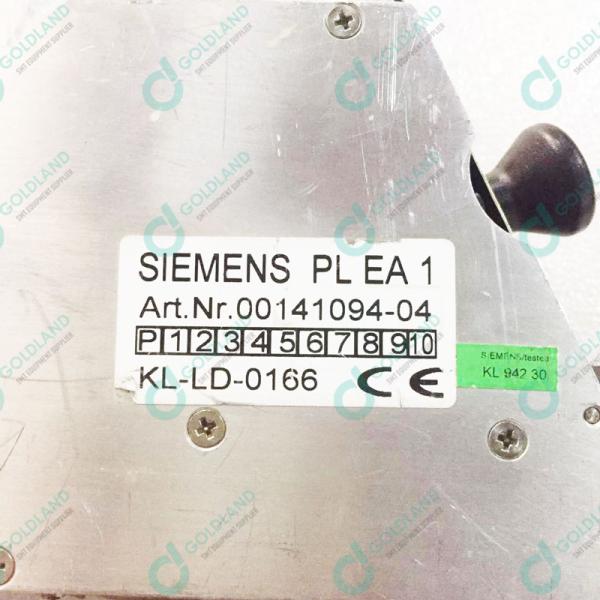 SIEMENS PL EA 1
Art.Nr.00141094-04
P 1 2 3 4 5 6 7 8 9 10
KL-LD-0166 CE
SIEMENS/tested
KL 942 30
GOLDLAND
SMT EQUIPMENT SUPPLIER